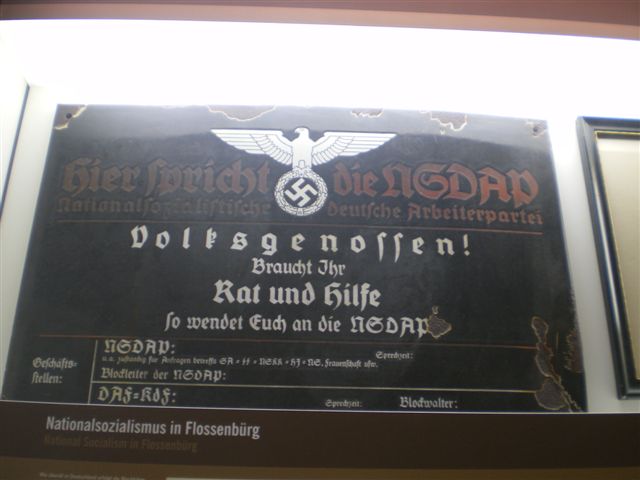 Hier spricht die NSDAP
Nationalsozialistische Deutsche Arbeiterpartei
Volksgenossen!
Braucht Ihr
Rat und Hilfe
so wendet Euch an die NSDAP
Geschäfts-
stellen:
NSDAP:
u.a. zuständig für Anfragen betreffs SA = SS = NSKK = HJ = NS. Frauenschaft usw.
Sprechzeit:
Blockleiter der NSDAP:
DAF=KdF:
Sprechzeit:
Blockwalter:
Nationalsozialismus in Flossenbürg
National Socialism in Flossenbürg